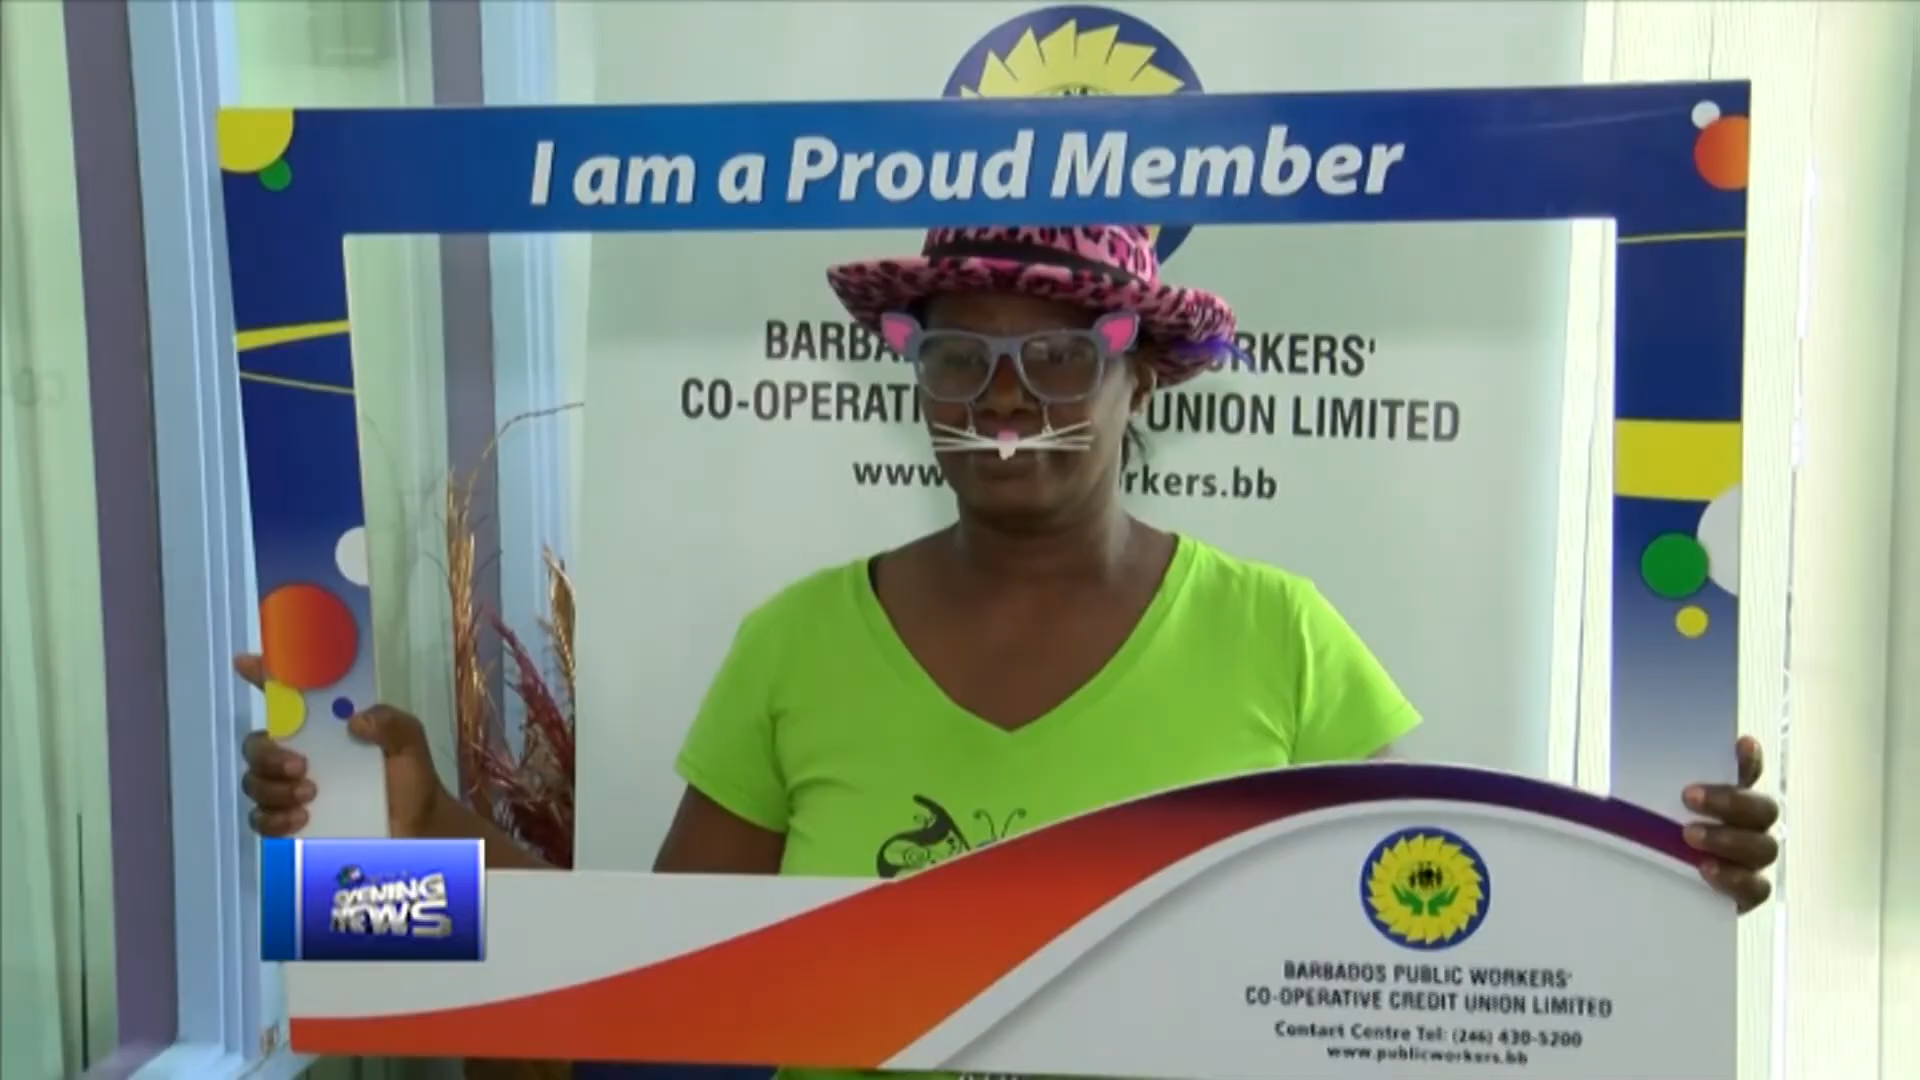 I am a Proud Member
BARBA RKERS'
CO-OPERATI UNION LIMITED
www. rkers.bb
EVENING
NEWS
BARBADOS PUBLIC WORKERS'
CO-OPERATIVE CREDIT UNION LIMITED
Contact Centre Tel: (246) 430-5200
www.publicworkers.bb